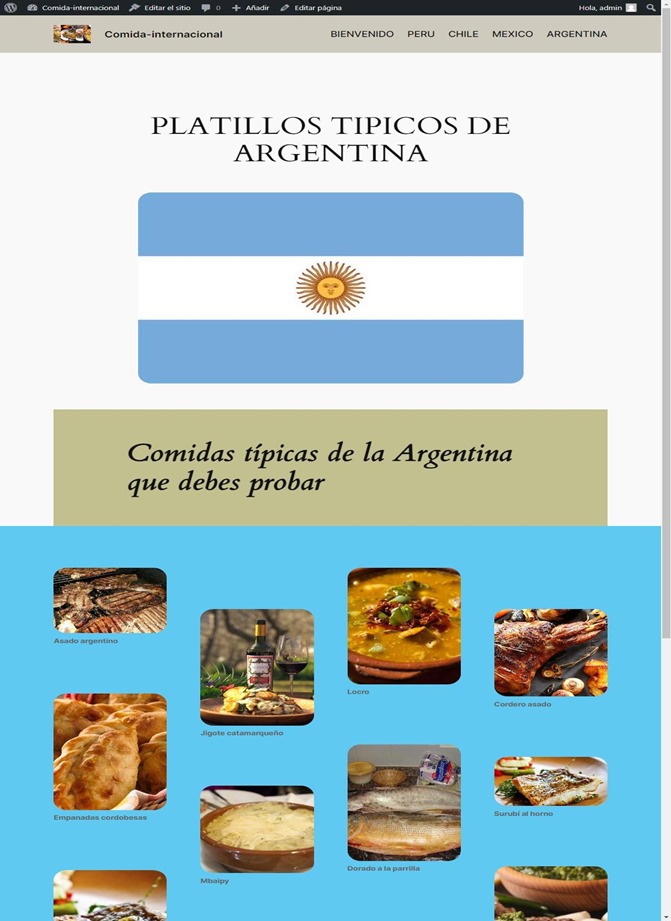 Comida-internacional Editar el sitio 0 Añadir Editar página Hola, admin
Comida-internacional BIENVENIDO PERU CHILE MEXICO ARGENTINA
PLATILLOS TIPICOS DE
ARGENTINA
Comidas típicas de la Argentina
que debes probar
Asado argentino
Jigote catamarqueño
Locro
Cordero asado
Empanadas cordobesas
Mbaipy
Dorado a la parrilla
Surubí al horno